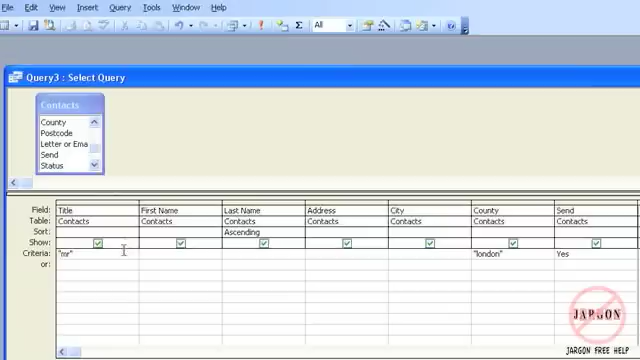 File Edit View Insert Query Tools Window Help
Σ All
Query3 : Select Query
Contacts
County
Postcode
Letter or Ema
Send
Status
Field: Title First Name Last Name Address City County Send
Table: Contacts Contacts Contacts Contacts Contacts Contacts Contacts
Sort: Ascending
Show:
Criteria: "mr" "london" Yes
or:
JARGON
JARGON FREE HELP